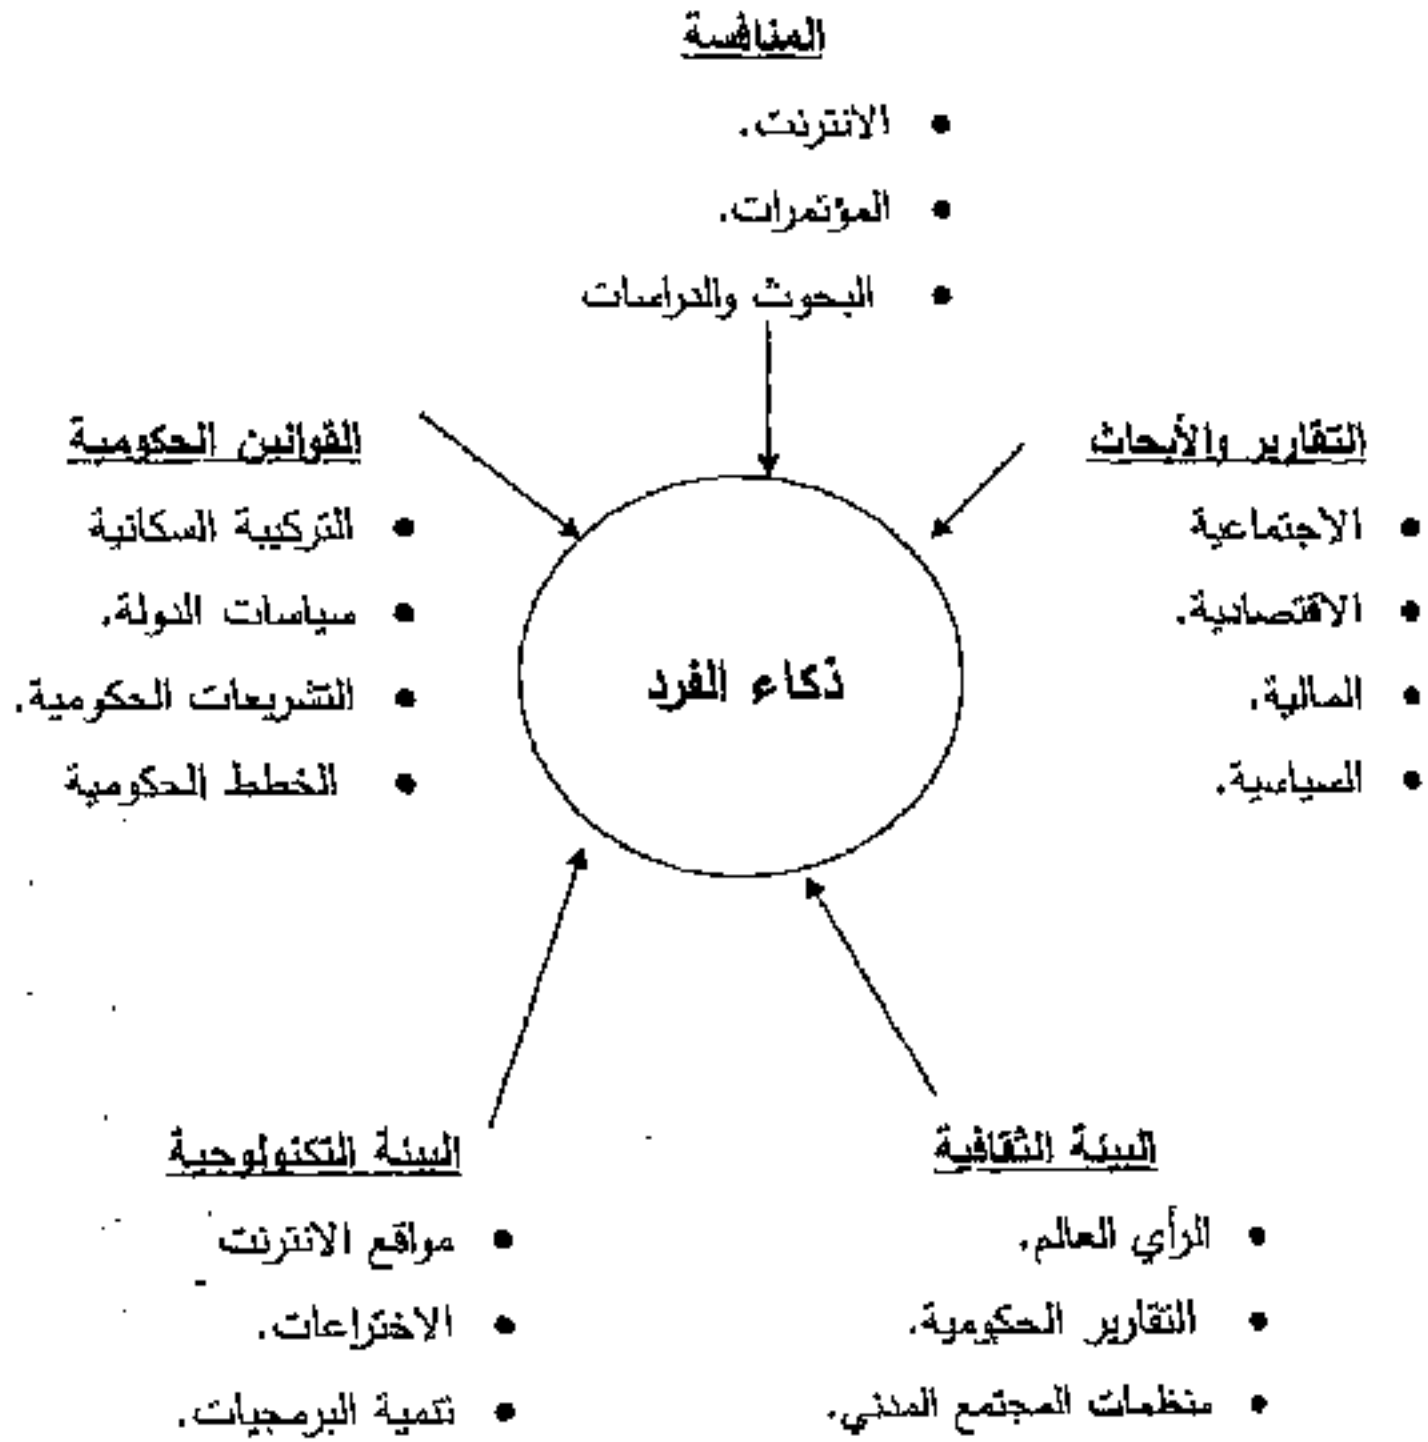 المنافسة
• الانترنت.
• المؤتمرات.
• البحوث والدراسات
التقارير والأبحاث
• الاجتماعية
• الاقتصادية.
• المالية.
• السياسية.
القوانين الحكومية
• التركيبة السكانية
• سياسات الدولة.
• التشريعات الحكومية.
• الخطط الحكومية
ذكاء الفرد
البيئة الثقافية
• الرأي العالم.
• التقارير الحكومية.
• منظمات المجتمع المدني.
البيئة التكنولوجية
• مواقع الانترنت
• الاختراعات.
• تنمية البرمجيات.